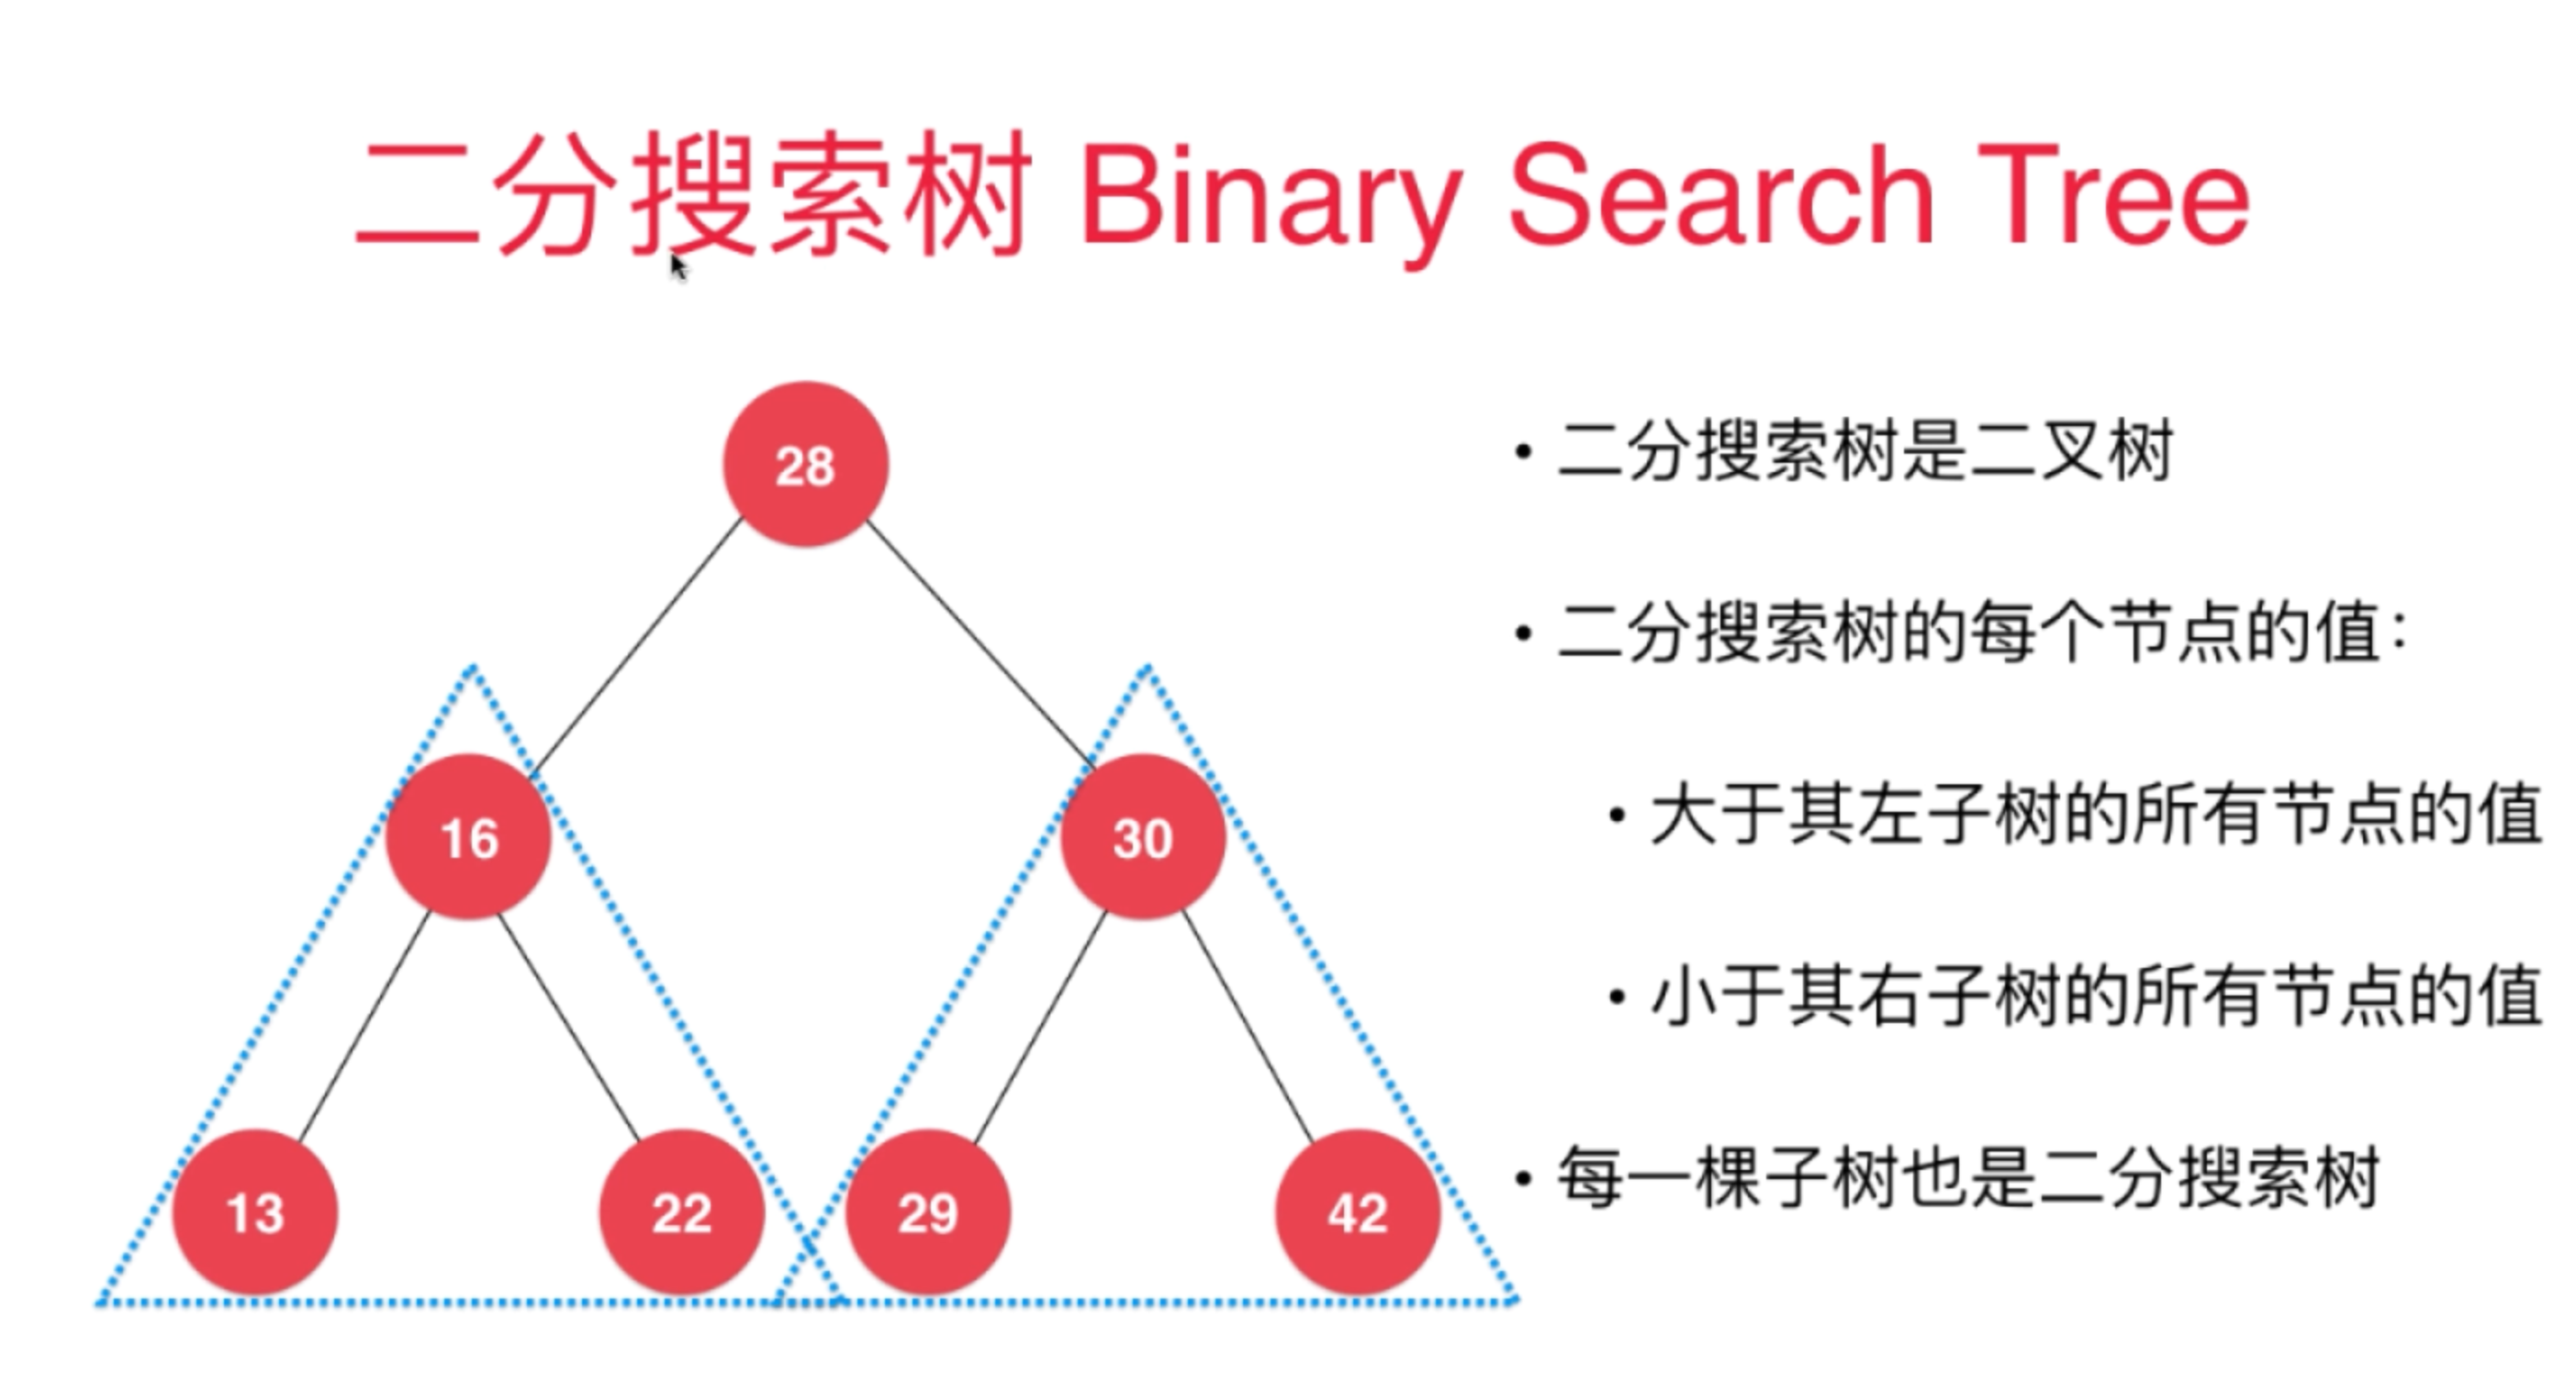 二分搜索树 Binary Search Tree
28
16
30
13
22
29
42
• 二分搜索树是二叉树
• 二分搜索树的每个节点的值：
• 大于其左子树的所有节点的值
• 小于其右子树的所有节点的值
• 每一棵子树也是二分搜索树